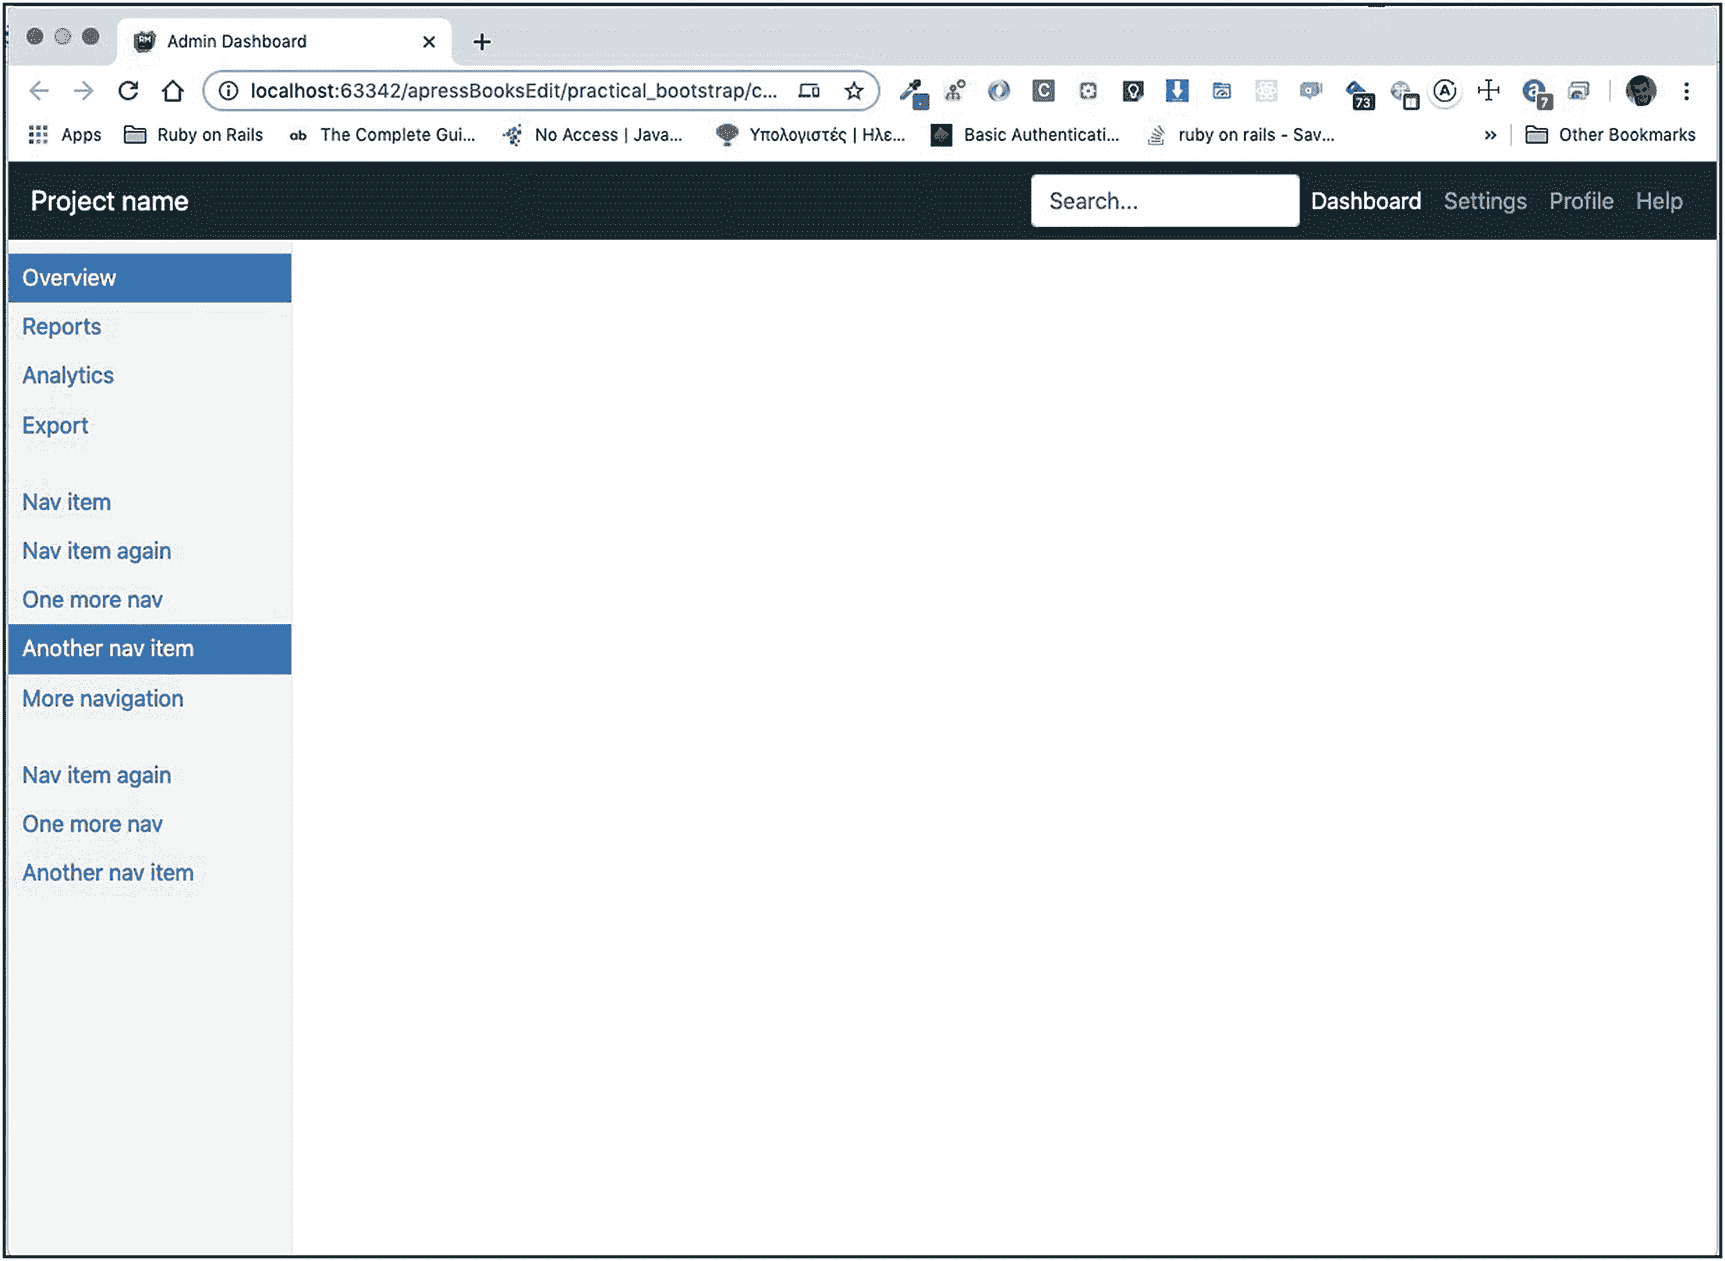 Admin Dashboard
localhost:63342/apressBooksEdit/practical_bootstrap/c...
73
7
Apps Ruby on Rails ab The Complete Gui... No Access | Java... Υπολογιστές | Ηλε... Basic Authenticati... ruby on rails - Sav... » Other Bookmarks
Project name Search... Dashboard Settings Profile Help
Overview
Reports
Analytics
Export
Nav item
Nav item again
One more nav
Another nav item
More navigation
Nav item again
One more nav
Another nav item